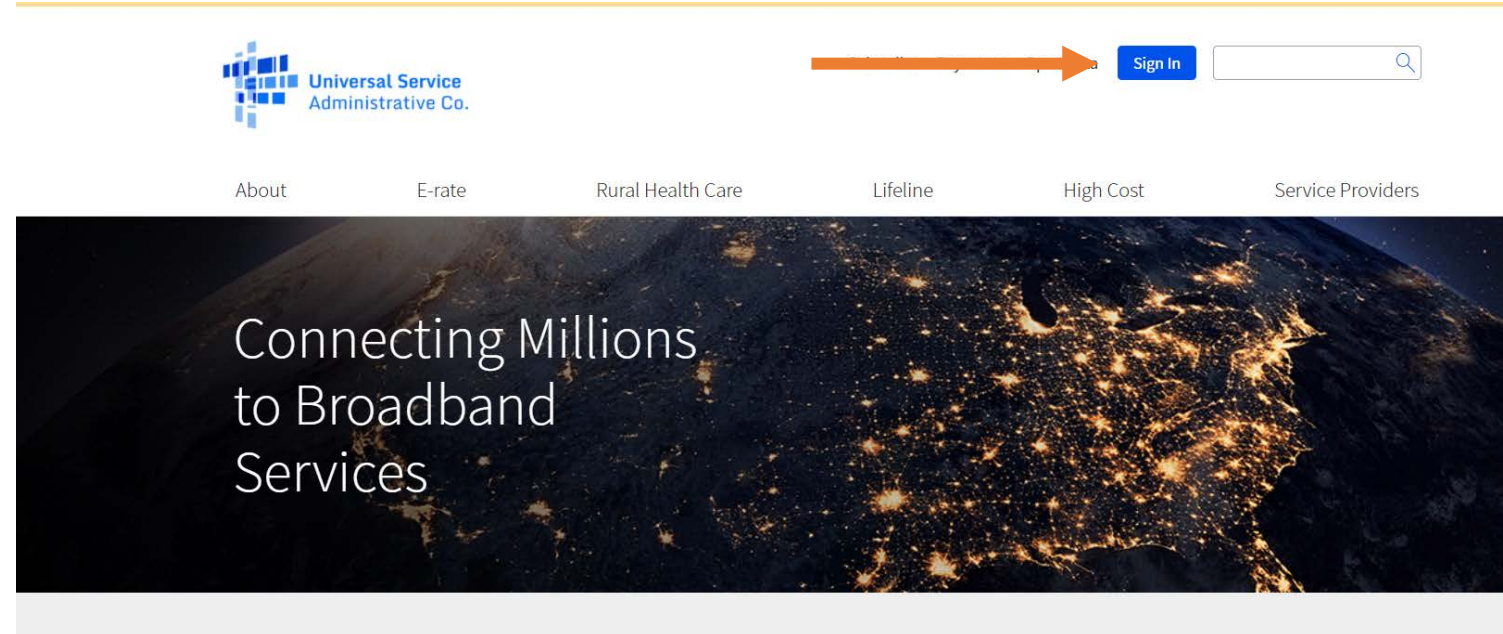 Universal Service
Administrative Co.
Sign In
About E-rate Rural Health Care Lifeline High Cost Service Providers
Connecting Millions
to Broadband
Services